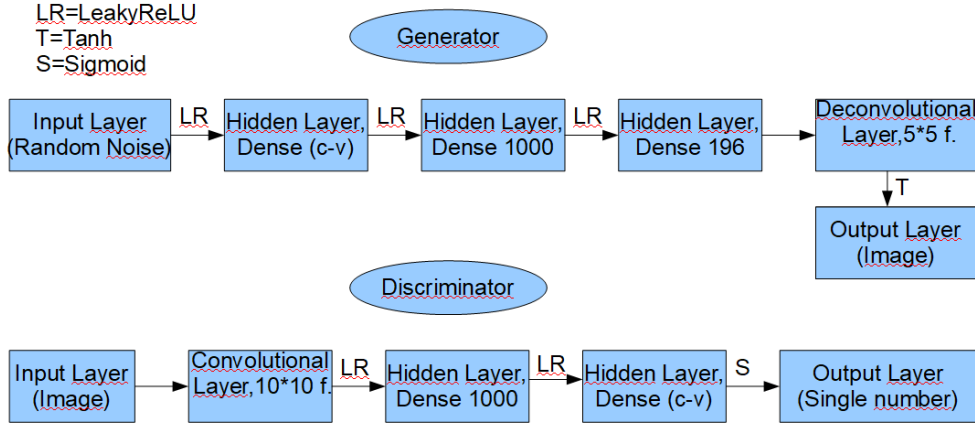 LR=LeakyReLU
T=Tanh
S=Sigmoid
Generator
Input Layer
(Random Noise)
LR
Hidden Layer,
Dense (c-v)
LR
Hidden Layer,
Dense 1000
LR
Hidden Layer,
Dense 196
Deconvolutional
Layer,5*5 f.
T
Output Layer
(Image)
Discriminator
Input Layer
(Image)
Convolutional
Layer,10*10 f.
LR
Hidden Layer,
Dense 1000
LR
Hidden Layer,
Dense (c-v)
S
Output Layer
(Single number)